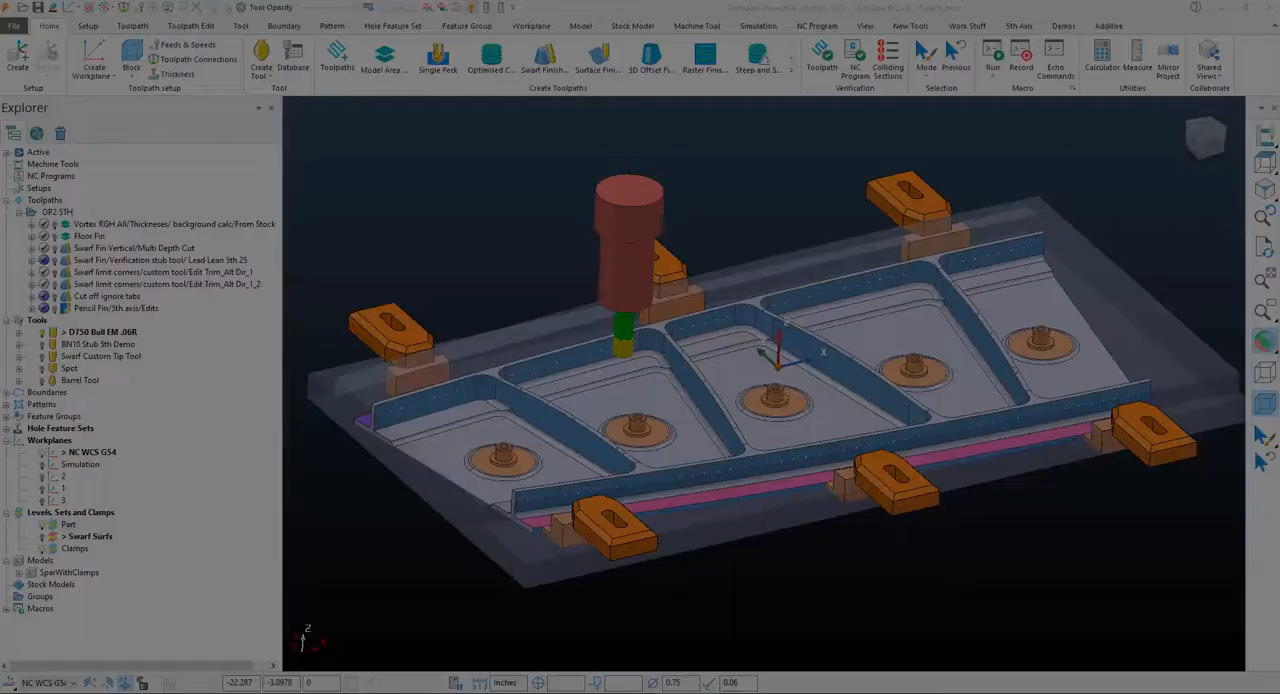 Tool Opacity
File Home Setup Toolpath Toolpath Edit Tool Boundary Pattern Hole Feature Set Feature Group Workplane Model Stock Model Machine Tool Simulation NC Program View New Tools Work Stuff 5th Axis Demos Additive
Create
Setup
Create Workplane
Block
Feeds & Speeds
Toolpath Connections
Thickness
Toolpath setup
Create Tool
Database
Tool
Toolpaths
Model Area ...
Single Peck
Optimised C...
Swarf Finish...
Surface Fini...
3D Offset Fi...
Raster Finis...
Steep and S...
Create Toolpaths
Toolpath
NC Program
Colliding Sections
Verification
Mode
Previous
Selection
Run
Record
Echo Commands
Macro
Calculator
Measure
Mirror Project
Utilities
Shared Views
Collaborate
Explorer
Active
Machine Tools
NC Programs
Setups
Toolpaths
OP2 5TH
Vortex RGH All/Thicknesses/ background calc/From Stock
Floor Fin
Swarf Fin Vertical/Multi Depth Cut
Swarf Fin/Verification stub tool/ Lead Lean 5th 25
Swarf limit corners/custom tool/Edit Trim_Alt Dir_1
Swarf limit corners/custom tool/Edit Trim_Alt Dir_1_2
Cut off ignore tabs
Pencil Fin/5th axis/Edits
Tools
> D750 Bull EM .06R
BN10 Stub 5th Demo
Swarf Custom Tip Tool
Spot
Barrel Tool
Boundaries
Patterns
Feature Groups
Hole Feature Sets
Workplanes
> NC WCS G54
Simulation
2
1
3
Levels, Sets and Clamps
Part
> Swarf Surfs
Clamps
Models
SparWithClamps
Stock Models
Groups
Macros
X
Z
NC WCS G54
-22.287
-3.0978
0
Inches
0.75
0.06